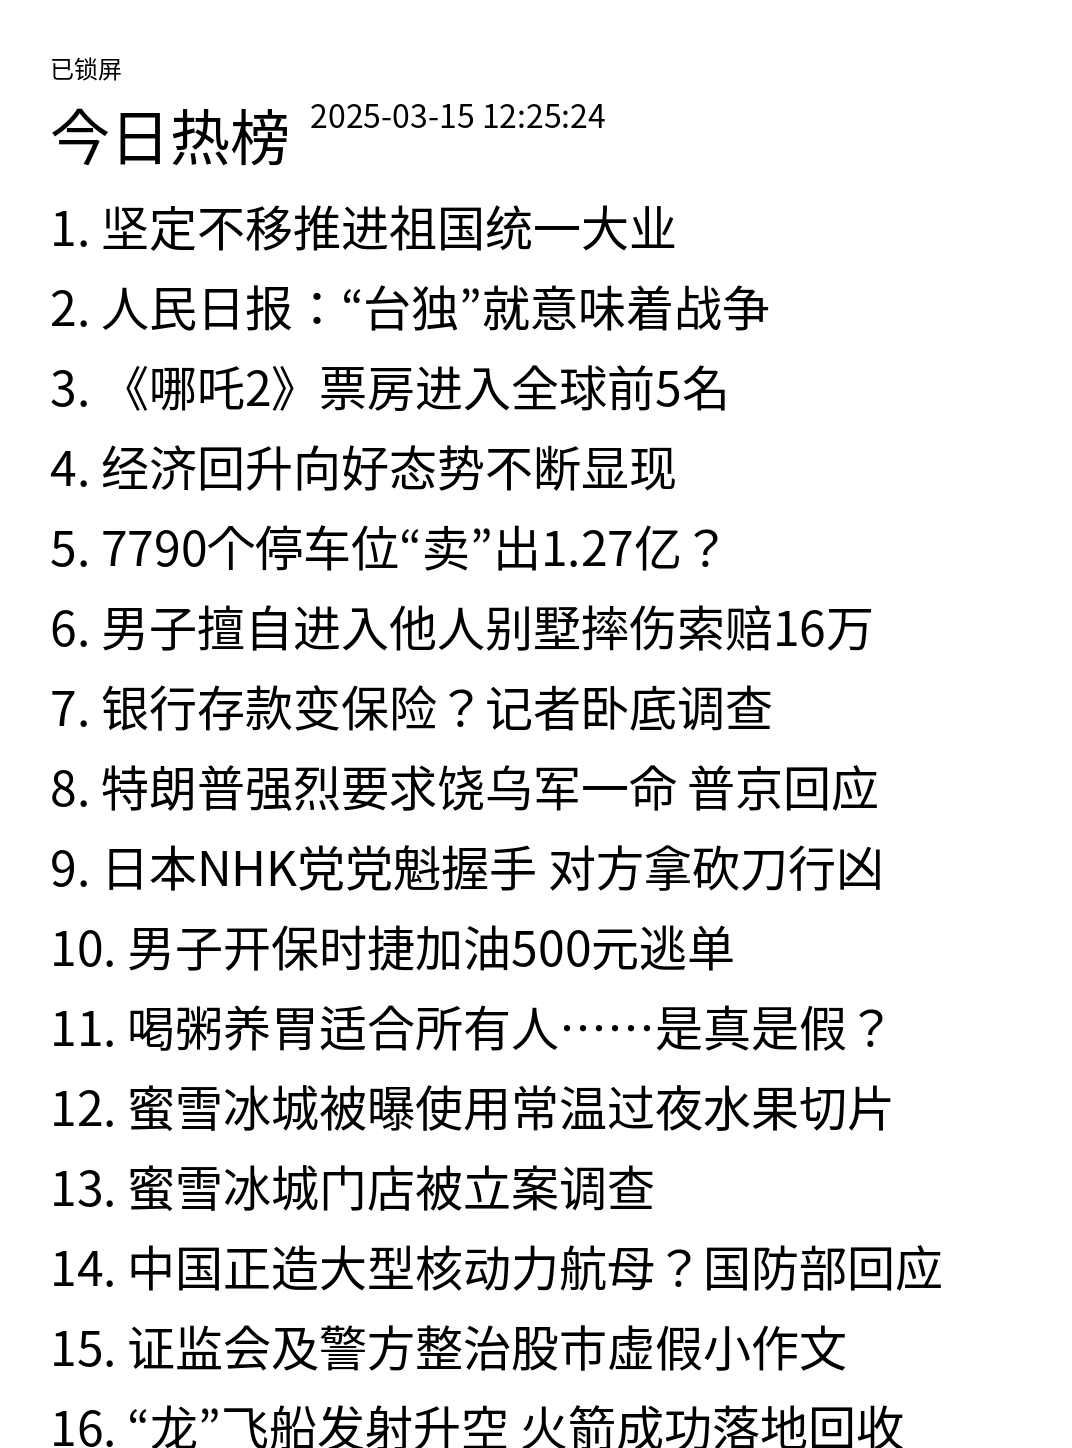 已锁屏
今日热榜 2025-03-15 12:25:24
1. 坚定不移推进祖国统一大业
2. 人民日报：“台独”就意味着战争
3. 《哪吒2》票房进入全球前5名
4. 经济回升向好态势不断显现
5. 7790个停车位“卖”出1.27亿？
6. 男子擅自进入他人别墅摔伤索赔16万
7. 银行存款变保险？记者卧底调查
8. 特朗普强烈要求饶乌军一命 普京回应
9. 日本NHK党党魁握手 对方拿砍刀行凶
10. 男子开保时捷加油500元逃单
11. 喝粥养胃适合所有人……是真是假？
12. 蜜雪冰城被曝使用常温过夜水果切片
13. 蜜雪冰城门店被立案调查
14. 中国正造大型核动力航母？国防部回应
15. 证监会及警方整治股市虚假小作文
16. “龙”飞船发射升空 火箭成功落地回收